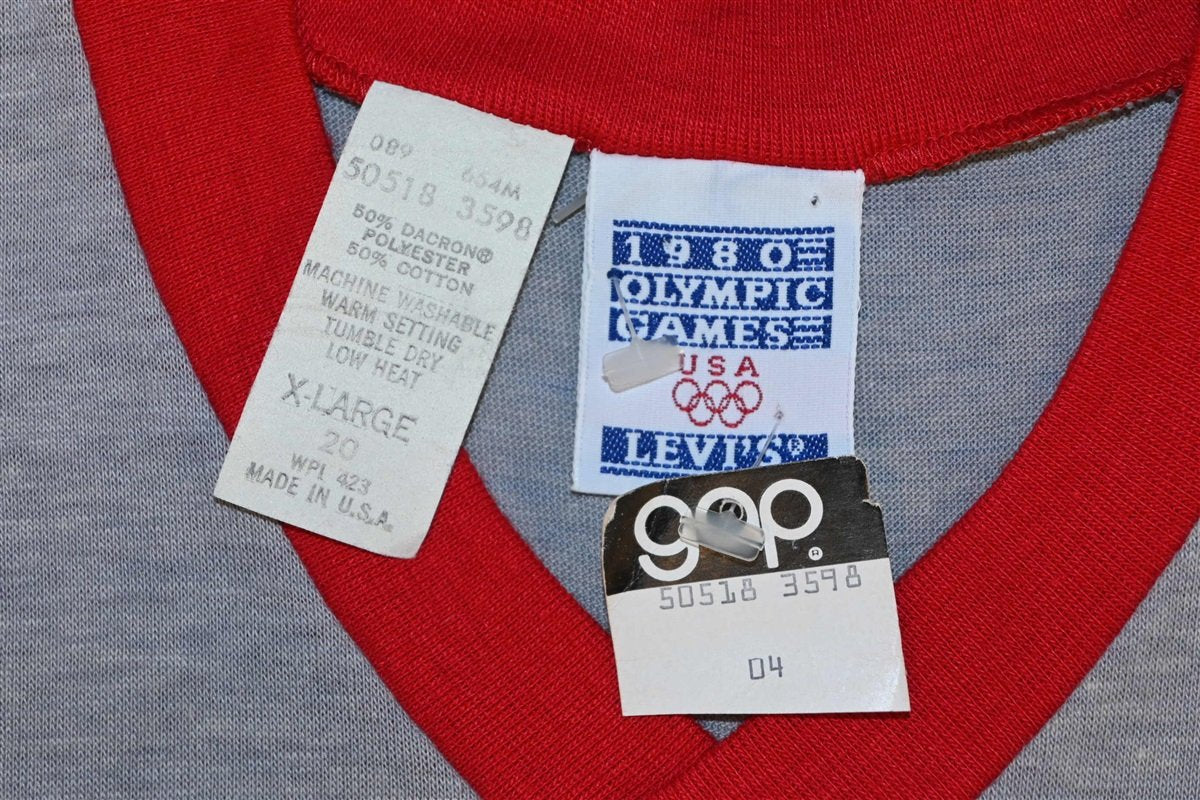 089 664M
50518 3598
50% DACRON®
POLYESTER
50% COTTON
MACHINE WASHABLE
WARM SETTING
TUMBLE DRY
LOW HEAT
X-LARGE
20
WPL 423
MADE IN U.S.A.
1980
OLYMPIC
GAMES
USA
LEVI'S®
gap®
50518 3598
04